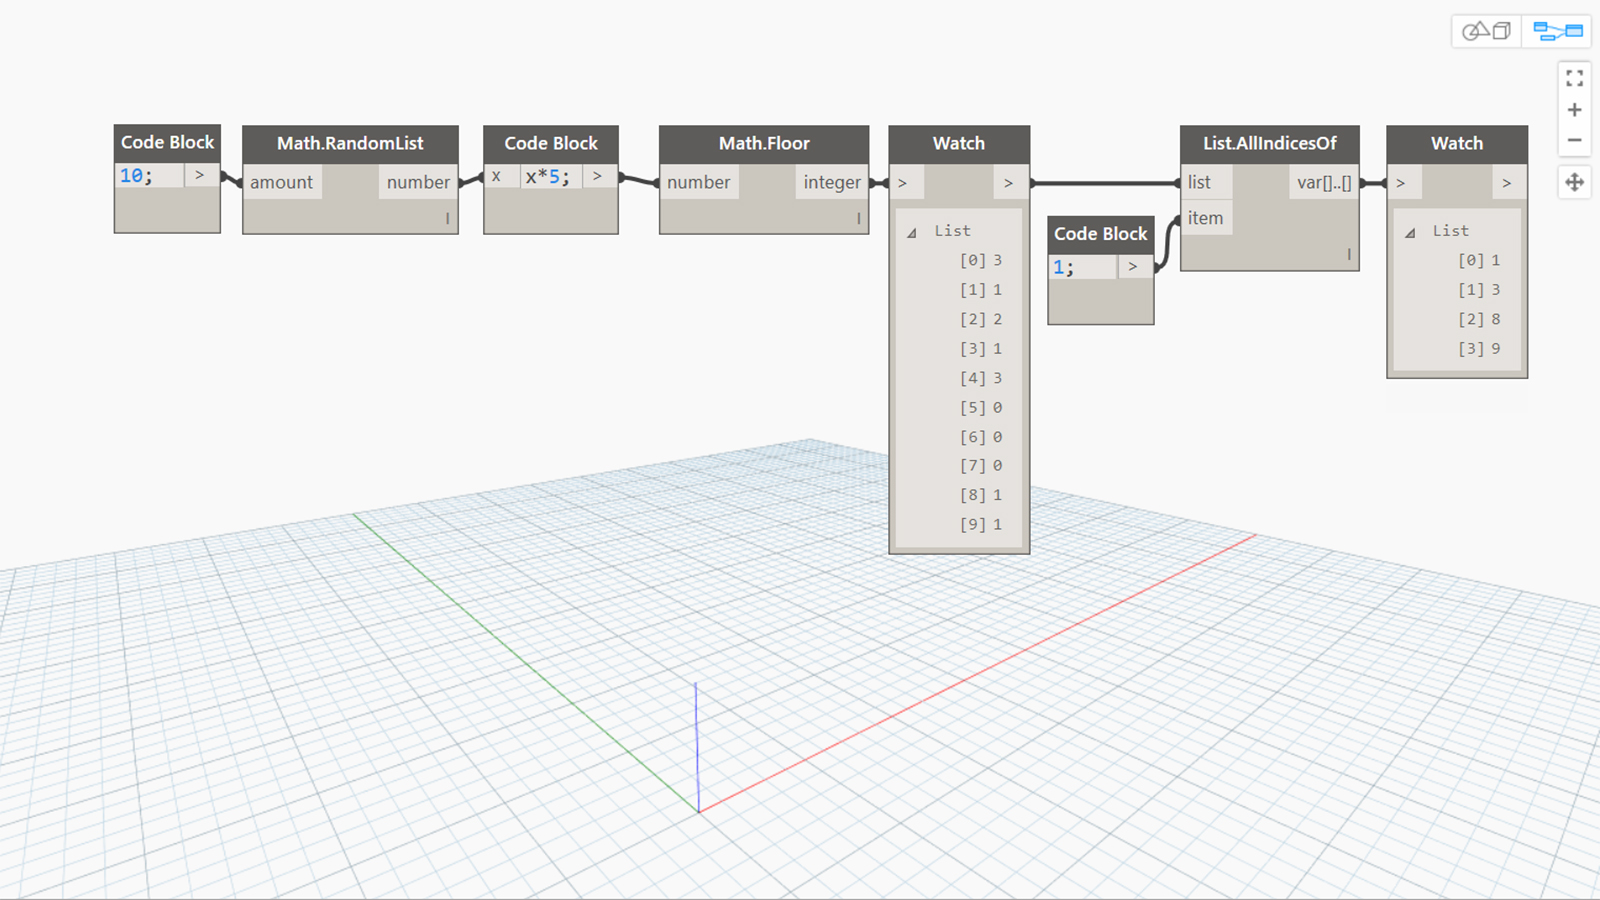 Code Block
10; >
Math.RandomList
amount number
l
Code Block
x x*5; >
Math.Floor
number integer
l
Watch
> >
List
[0] 3
[1] 1
[2] 2
[3] 1
[4] 3
[5] 0
[6] 0
[7] 0
[8] 1
[9] 1
Code Block
1; >
List.AllIndicesOf
list var[]..[]
item
l
Watch
> >
List
[0] 1
[1] 3
[2] 8
[3] 9